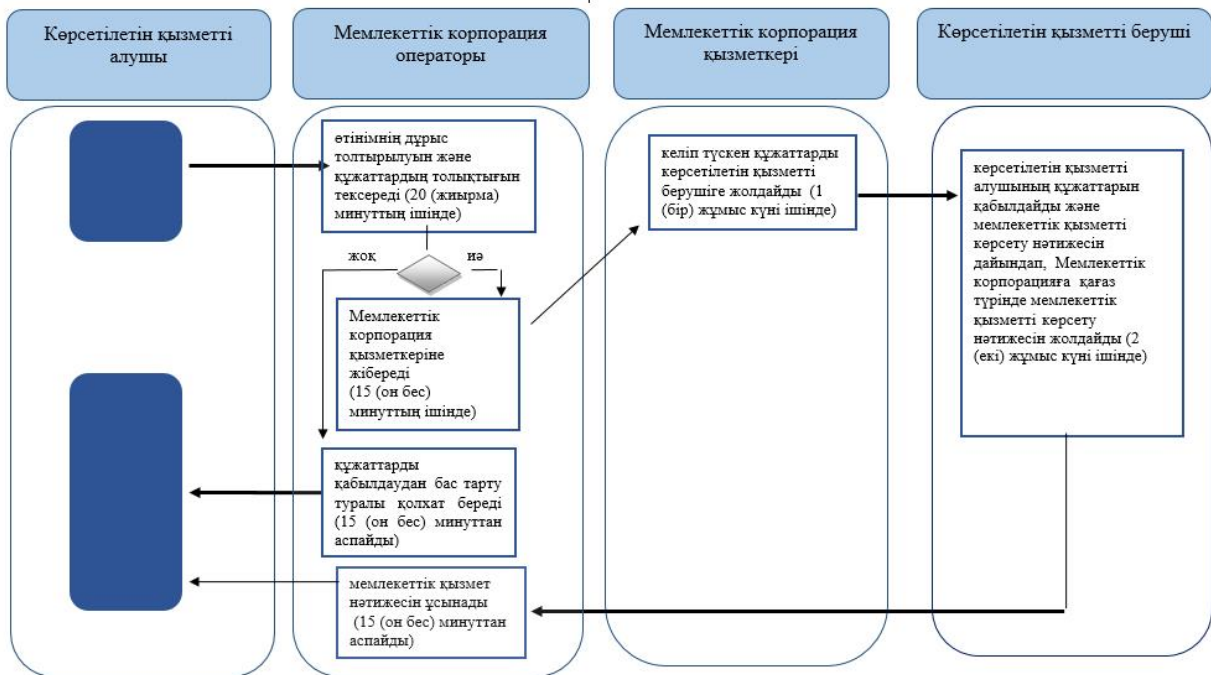 Көрсетілетін қызметті
алушы
Мемлекеттік корпорация
операторы
Мемлекеттік корпорация
қызметкері
Көрсетілетін қызметті беруші
өтінімнің дұрыс
толтырылуын және
құжаттардың толықтығын
тексереді (20 (жиырма)
минуттың ішінде)
жоқ
иә
Мемлекеттік
корпорация
қызметкеріне
жібереді
(15 (он бес)
минуттың ішінде)
құжаттарды
қабылдаудан бас тарту
туралы қолхат береді
(15 (он бес) минуттан
аспайды)
мемлекеттік қызмет
нәтижесін ұсынады
(15 (он бес) минуттан
аспайды)
келіп түскен құжаттарды
көрсетілетін қызметті
берушіге жолдайды (1
(бір) жұмыс күні ішінде)
көрсетілетін қызметті
алушының құжаттарын
қабылдайды және
мемлекеттік қызметті
көрсету нәтижесін
дайындап, Мемлекеттік
корпорацияға қағаз
түрінде мемлекеттік
қызметті көрсету
нәтижесін жолдайды (2
(екі) жұмыс күні ішінде)